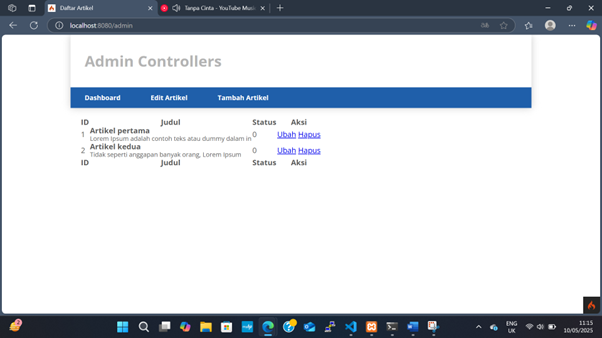 Daftar Artikel
Tanpa Cinta - YouTube Musi
localhost:8080/admin
Admin Controllers
Dashboard Edit Artikel Tambah Artikel
ID Judul Status Aksi
1 Artikel pertama 0 Ubah Hapus
Lorem Ipsum adalah contoh teks atau dummy dalam in
2 Artikel kedua 0 Ubah Hapus
Tidak seperti anggapan banyak orang, Lorem Ipsum
ID Judul Status Aksi
ENG
UK
11:15
10/05/2025